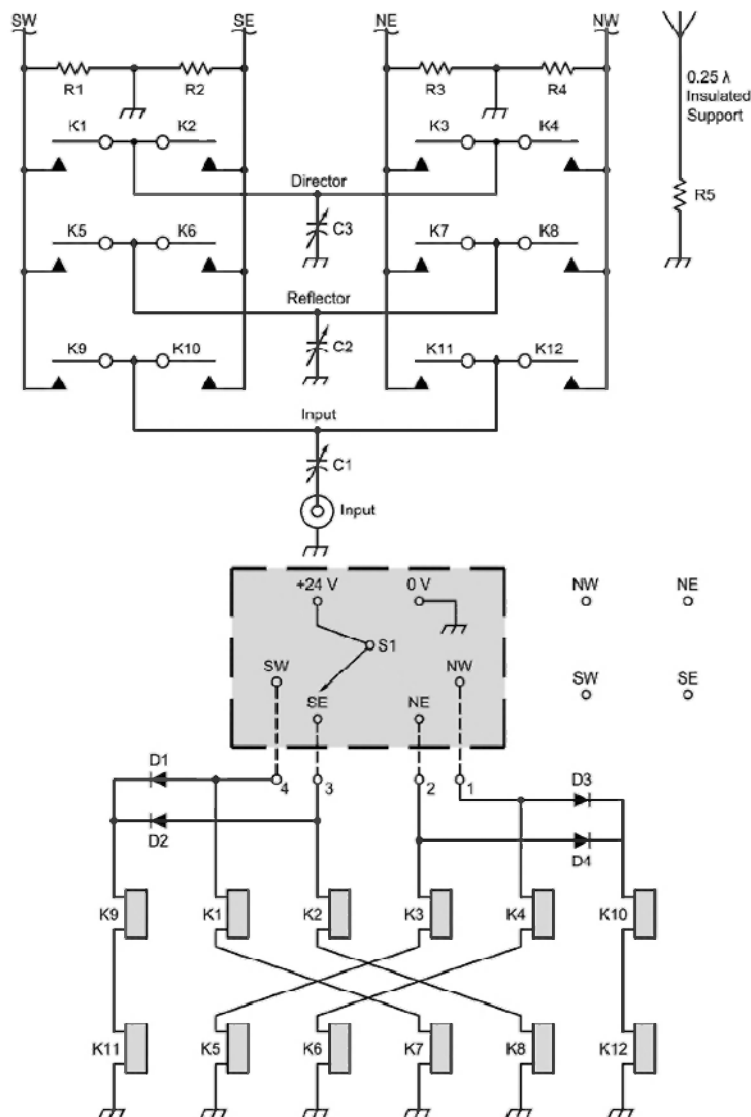 SW SE NE NW
R1 R2 R3 R4
0.25 λ
Insulated
Support
K1 K2 K3 K4
Director
R5
C3
K5 K6 K7 K8
Reflector
C2
K9 K10 K11 K12
Input
C1
Input
+24 V 0 V
NW NE
S1
SW NW
SW SE
SE NE
D1 4 3 2 1 D3
D2 D4
K9 K1 K2 K3 K4 K10
K11 K5 K6 K7 K8 K12